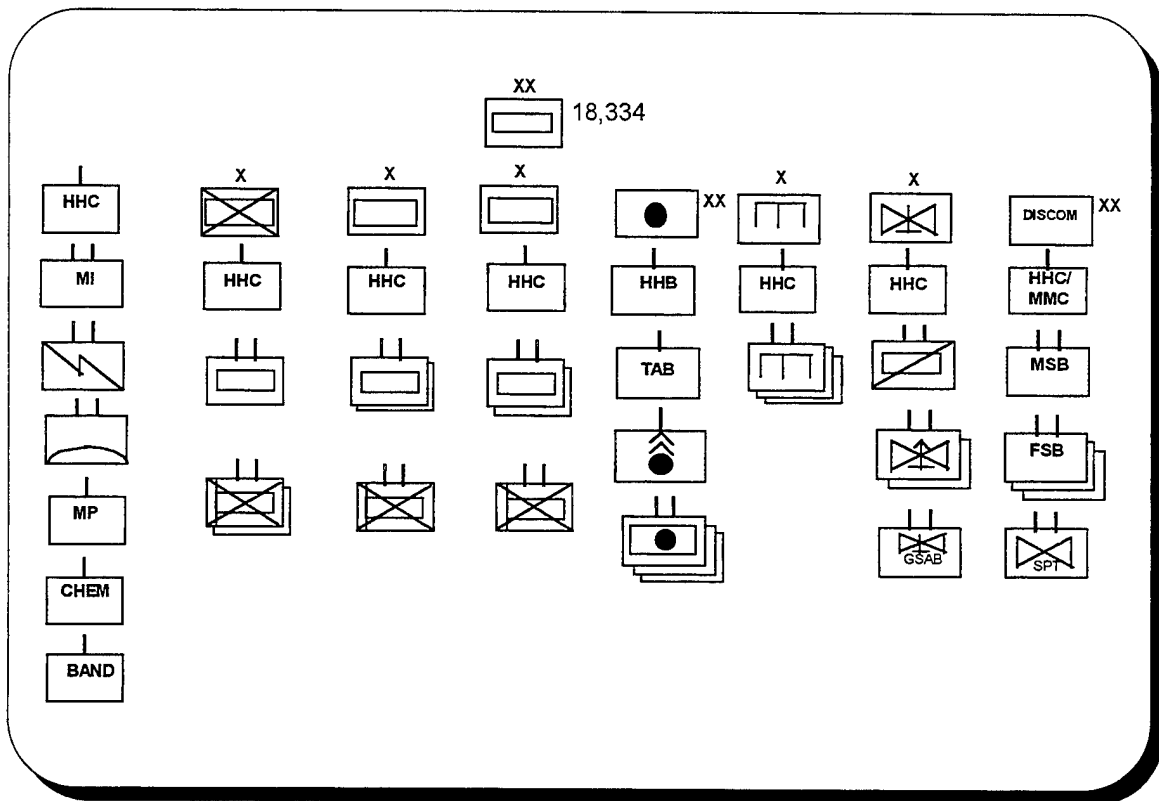 XX
18,334
HHC
X
X
X
XX
X
X
DISCOM
XX
HHC
HHC
HHC
HHB
HHC
HHC
HHC/
MMC
MI
TAB
MSB
FSB
MP
GSAB
SPT
CHEM
BAND